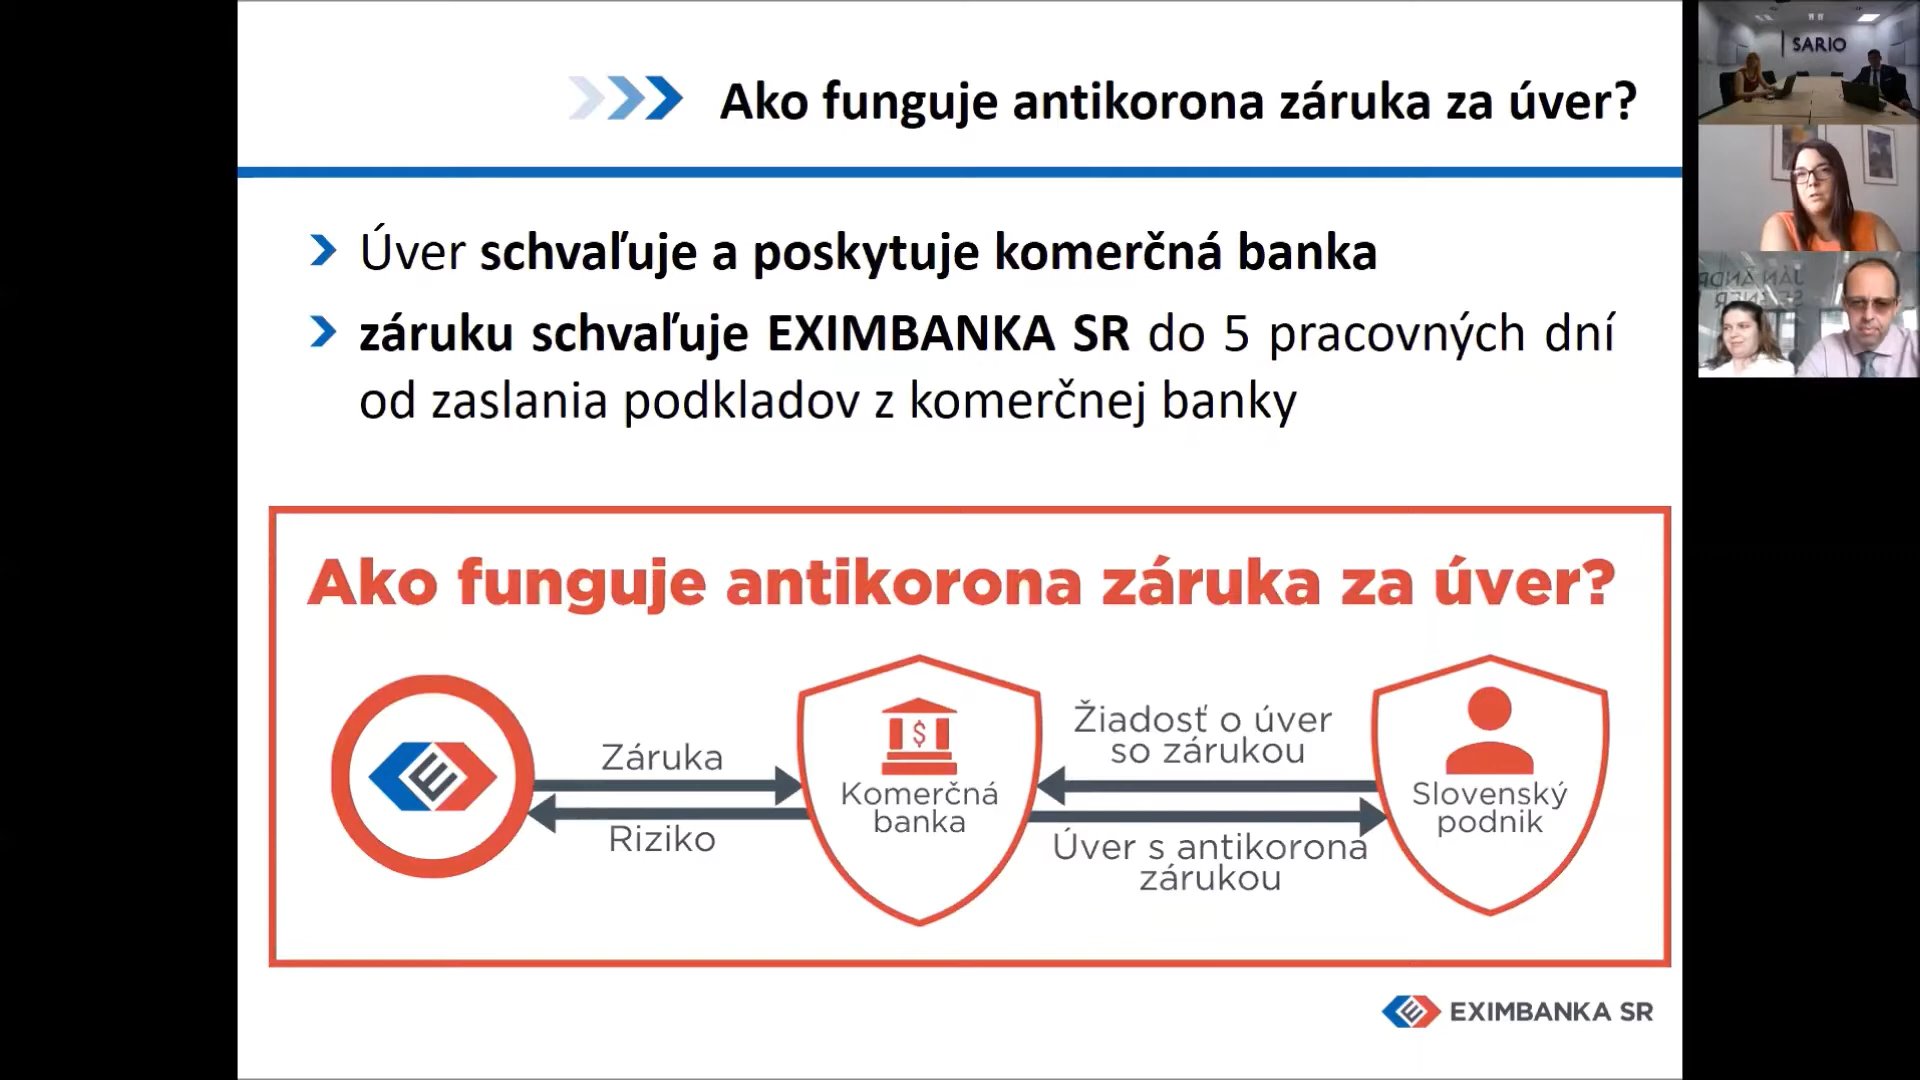 Ako funguje antikorona záruka za úver?
Úver schvaľuje a poskytuje komerčná banka
záruku schvaľuje EXIMBANKA SR do 5 pracovných dní
od zaslania podkladov z komerčnej banky
Ako funguje antikorona záruka za úver?
Záruka
Riziko
$
Komerčná
banka
Žiadosť o úver
so zárukou
Úver s antikorona
zárukou
Slovenský
podnik
EXIMBANKA SR
SARIO